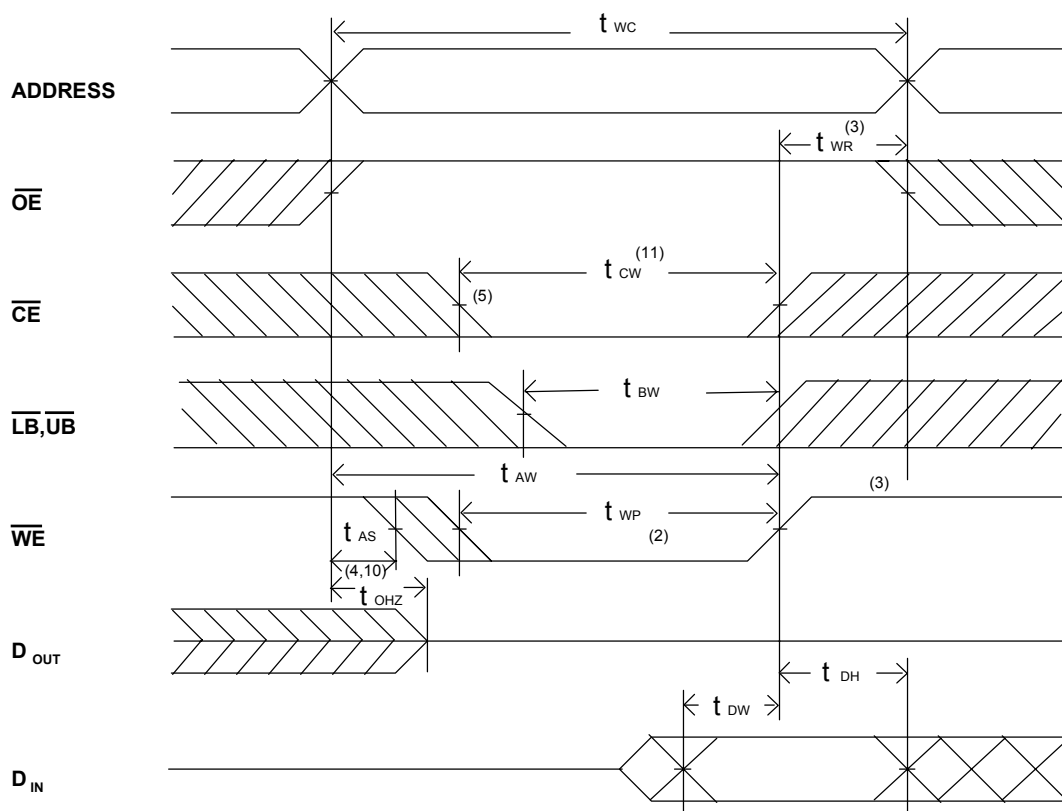 t WC
ADDRESS
t WR (3)
OE
t CW (11)
(5)
CE
t BW
LB,UB
t AW
(3)
t WP
(2)
WE
t AS
(4,10)
t OHZ
D OUT
t DH
t DW
D IN